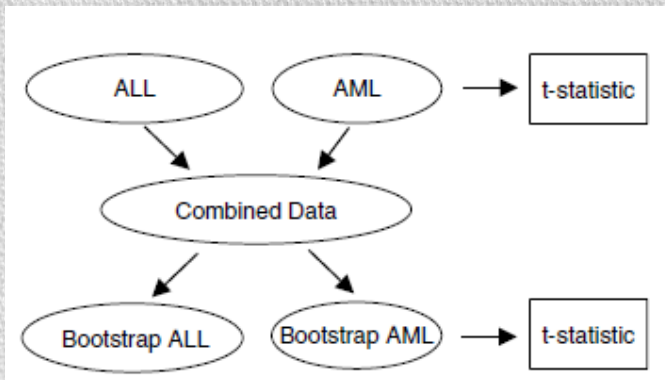 ALL
AML
t-statistic
Combined Data
Bootstrap ALL
Bootstrap AML
t-statistic